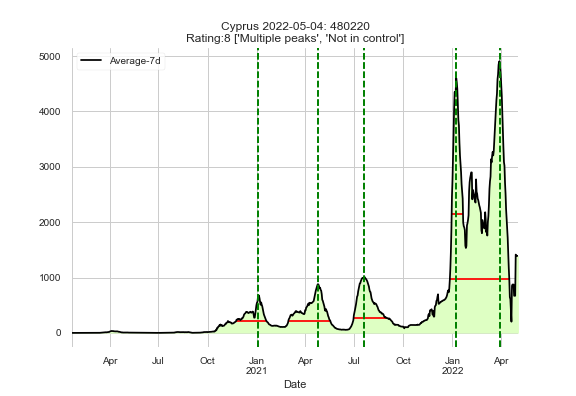 Cyprus 2022-05-04: 480220
Rating:8 ['Multiple peaks', 'Not in control']
Average-7d
5000
4000
3000
2000
1000
0
Apr Jul Oct Jan Apr Jul Oct Jan Apr
2021 2022
Date